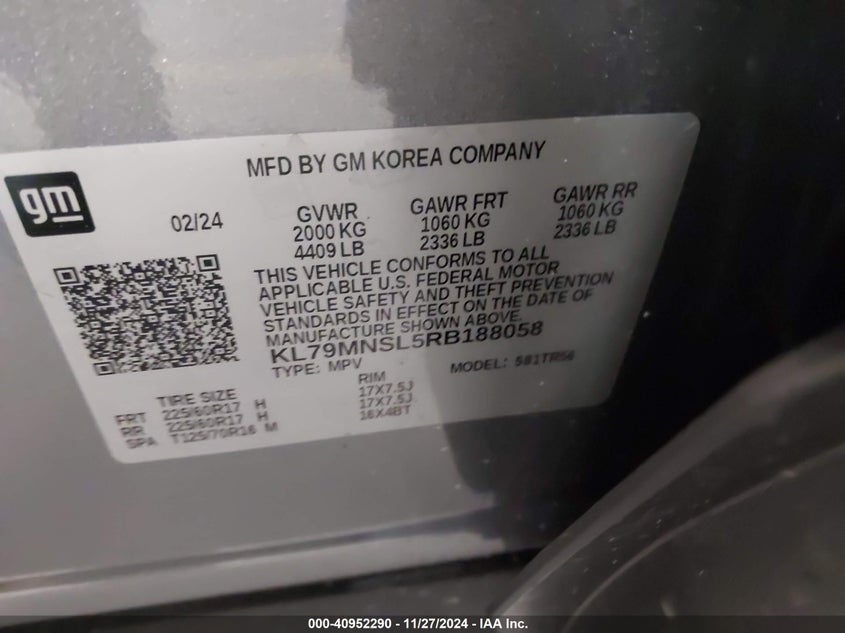 MFD BY GM KOREA COMPANY
gm
02/24
GVWR
2000 KG
4409 LB
GAWR FRT
1060 KG
2336 LB
GAWR RR
1060 KG
2336 LB
THIS VEHICLE CONFORMS TO ALL
APPLICABLE U.S. FEDERAL MOTOR
VEHICLE SAFETY AND THEFT PREVENTION
STANDARDS IN EFFECT ON THE DATE OF
MANUFACTURE SHOWN ABOVE.
KL79MNSL5RB188058
TYPE: MPV
MODEL:
TIRE SIZE RIM
FRT 225/60R17 H 17X7.5J
RR 225/60R17 H 17X7.5J
SPA T125/70R16 M 16X4BT
000-40952290 - 11/27/2024 - IAA Inc.